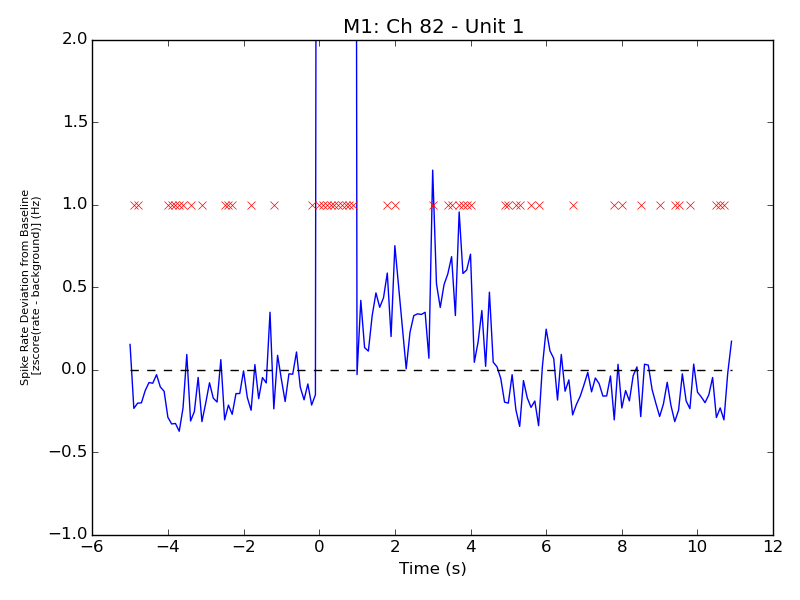 M1: Ch 82 - Unit 1
2.0
1.5
1.0
0.5
0.0
−0.5
−1.0
Spike Rate Deviation from Baseline
[zscore(rate - background)] (Hz)
−6 −4 −2 0 2 4 6 8 10 12
Time (s)